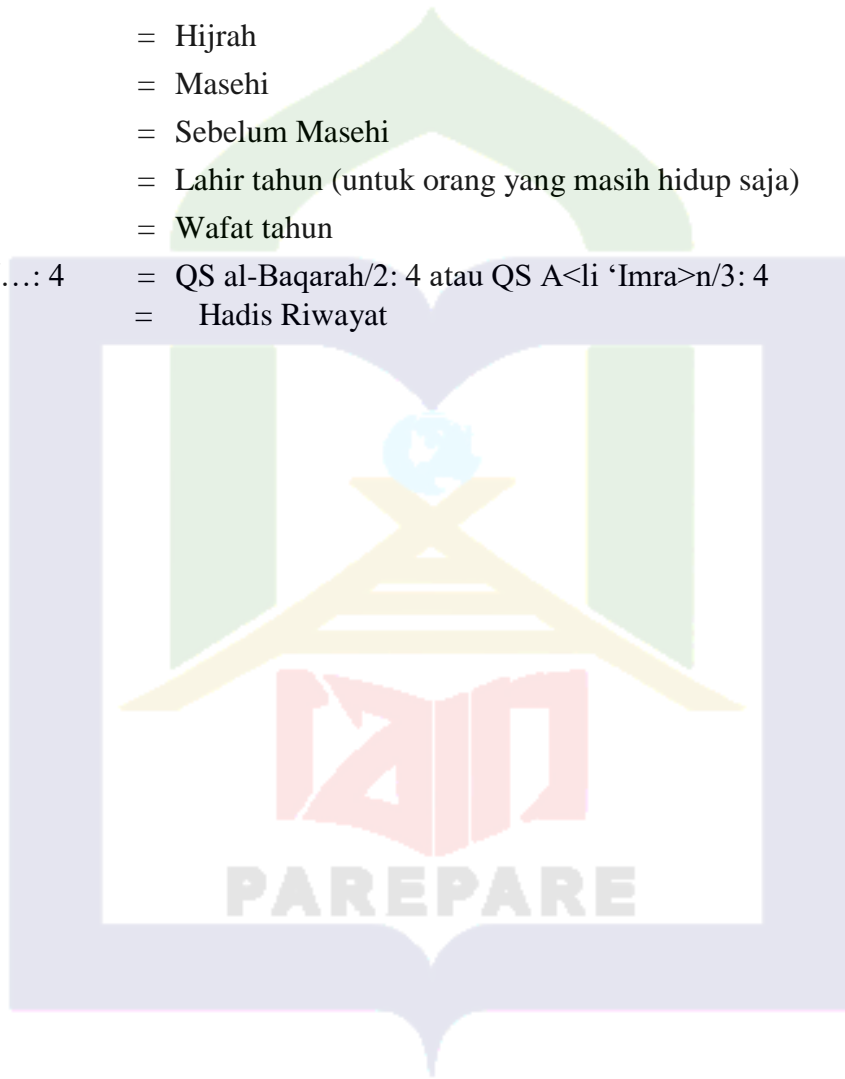 = Hijrah
= Masehi
= Sebelum Masehi
= Lahir tahun (untuk orang yang masih hidup saja)
= Wafat tahun
…: 4 = QS al-Baqarah/2: 4 atau QS A<li ‘Imra>n/3: 4
= Hadis Riwayat
iain
PAREPARE